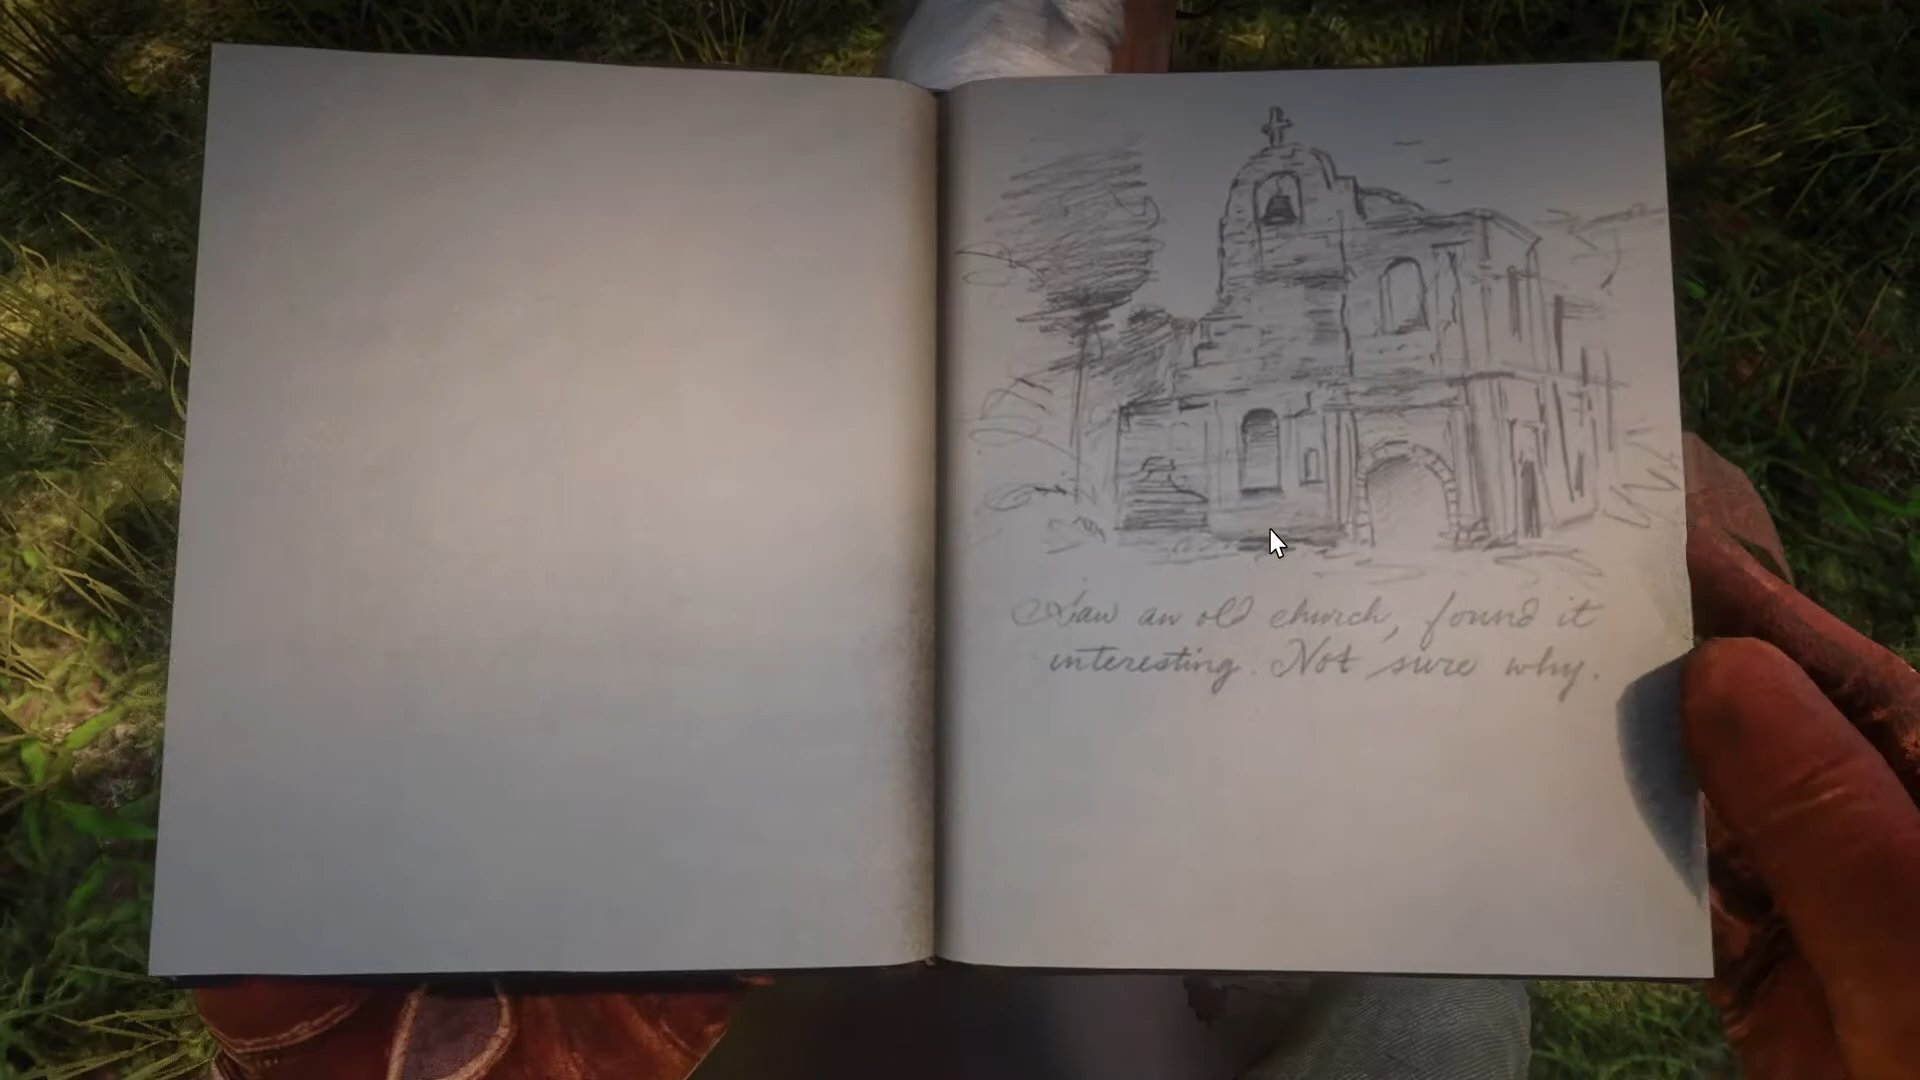 Saw an old church, found it
interesting. Not sure why.